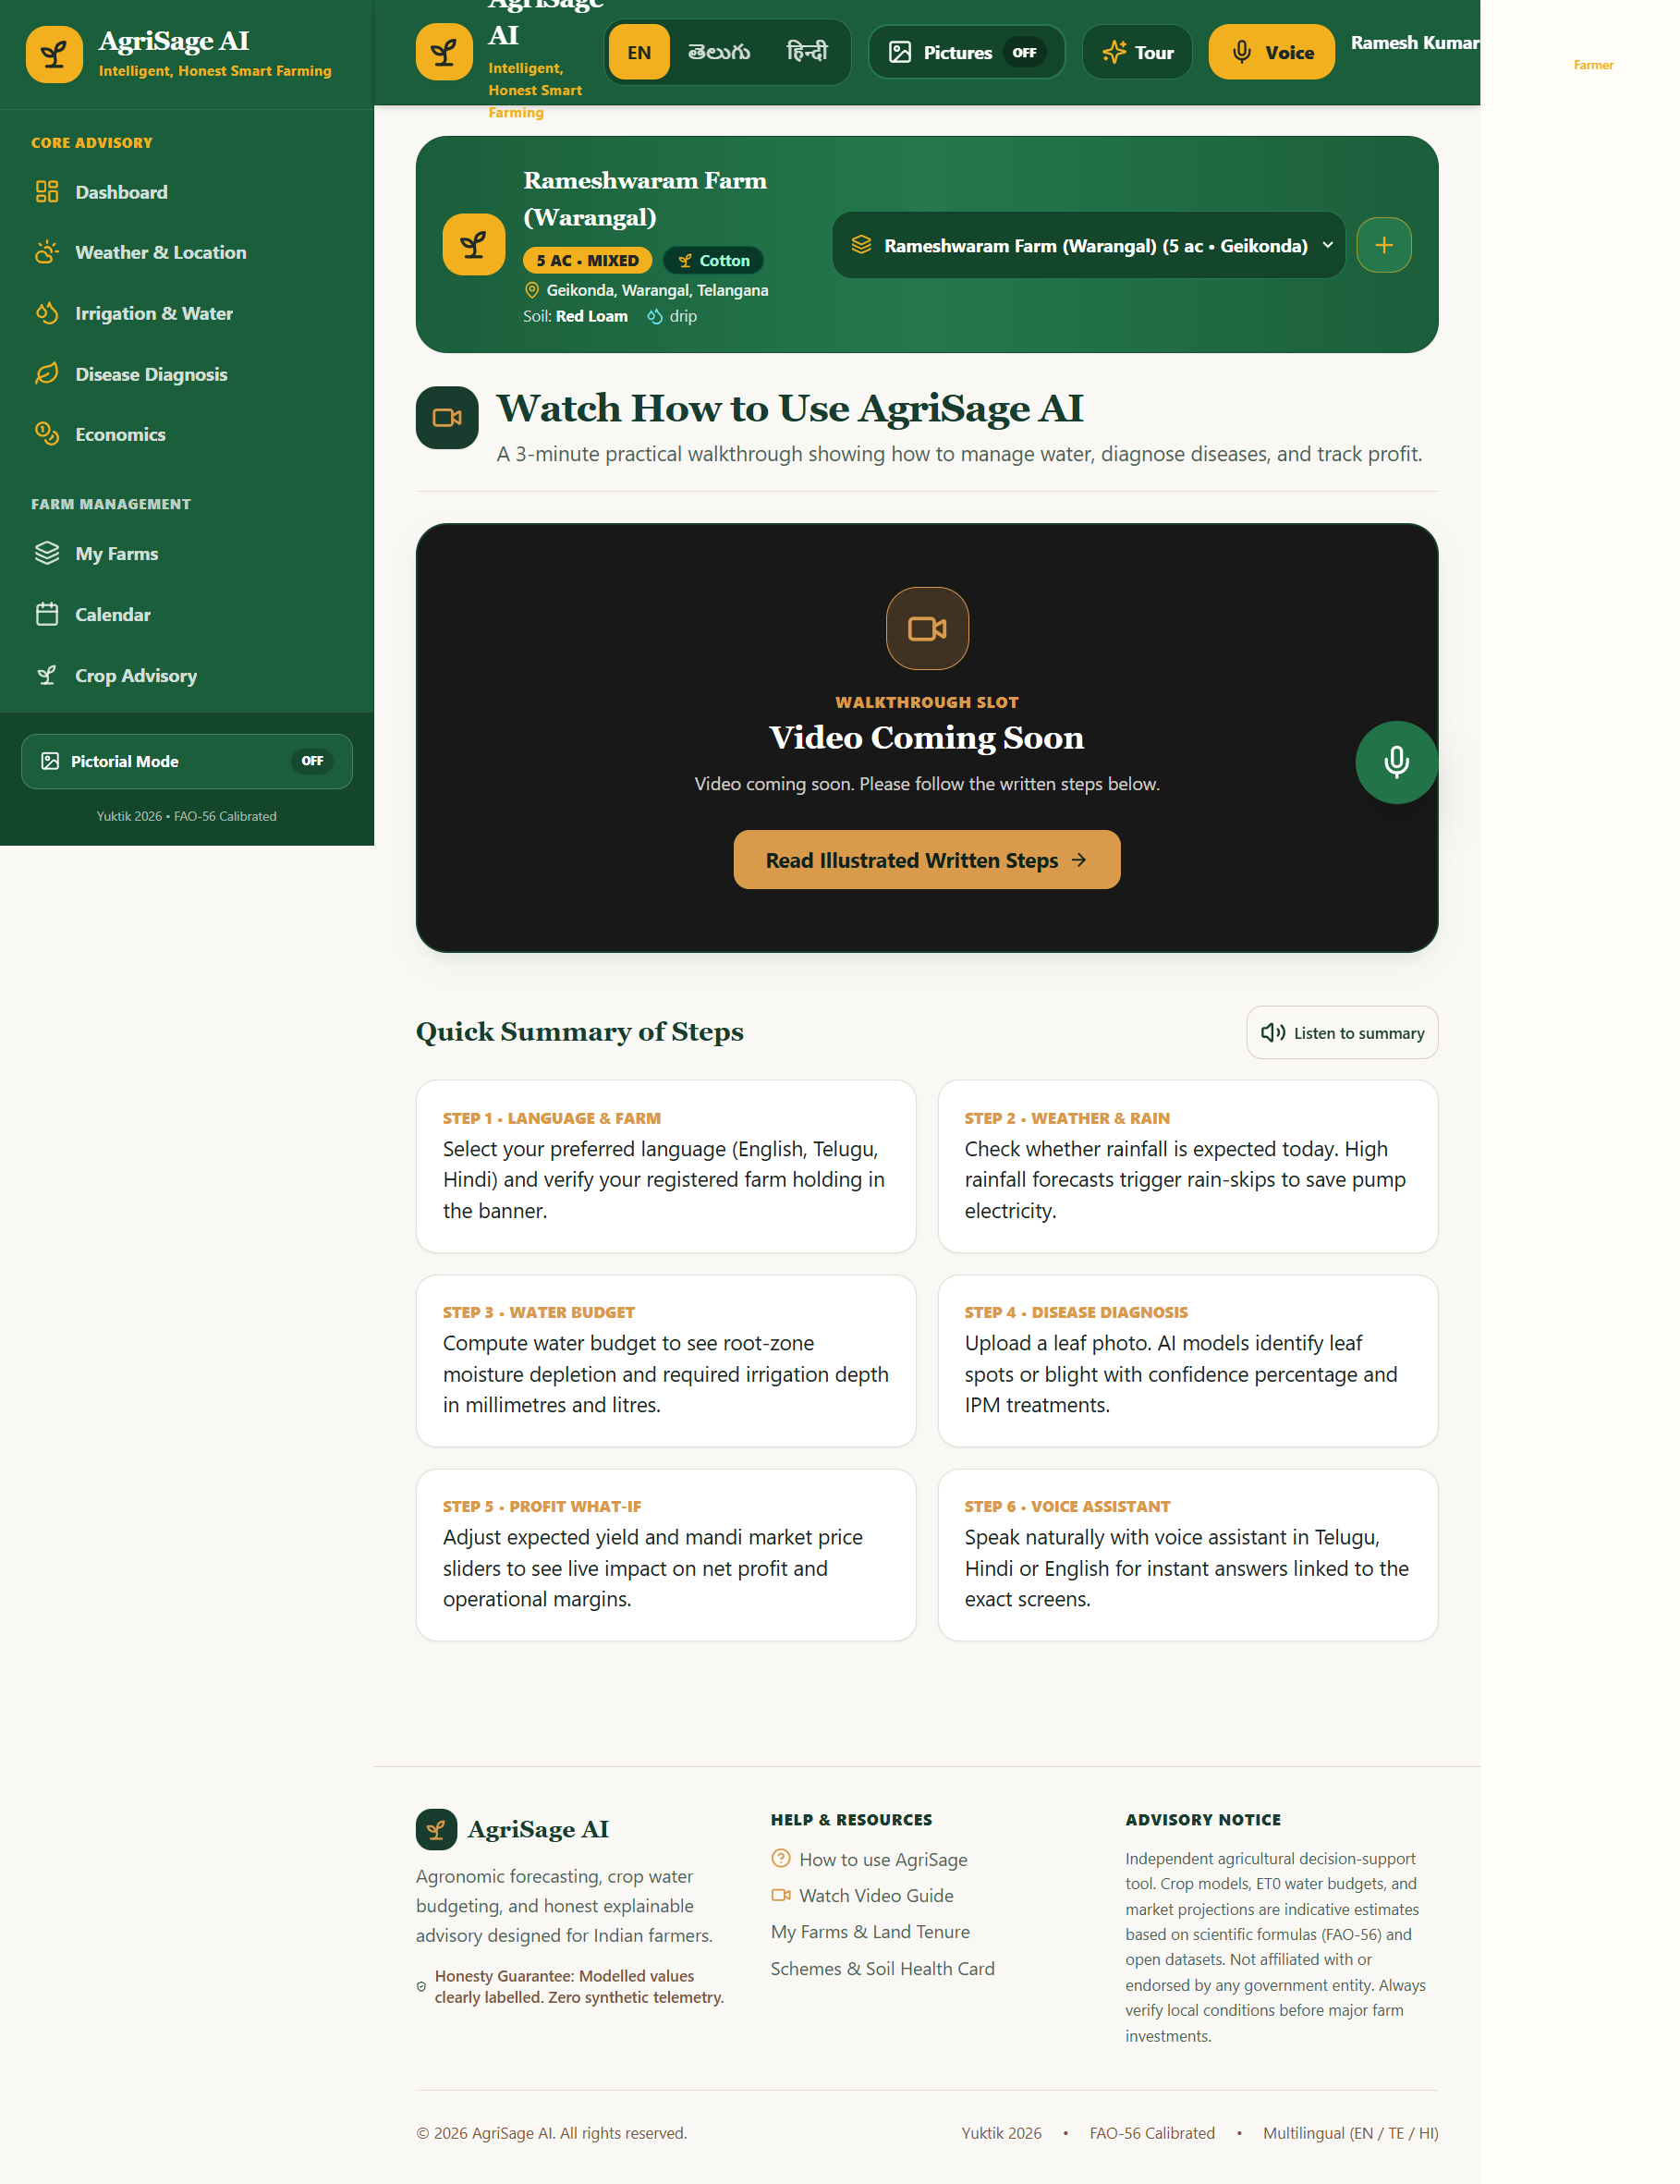 AgriSage AI
Intelligent, Honest Smart Farming
CORE ADVISORY
Dashboard
Weather & Location
Irrigation & Water
Disease Diagnosis
Economics
FARM MANAGEMENT
My Farms
Calendar
Crop Advisory
Pictorial Mode OFF
Yuktik 2026 • FAO-56 Calibrated
AgriSage
AI
Intelligent,
Honest Smart
Farming
EN తెలుగు हिन्दी
Pictures OFF
Tour
Voice
Ramesh Kumar
Farmer
Rameshwaram Farm
(Warangal)
5 AC • MIXED Cotton
Geikonda, Warangal, Telangana
Soil: Red Loam drip
Rameshwaram Farm (Warangal) (5 ac • Geikonda)
Watch How to Use AgriSage AI
A 3-minute practical walkthrough showing how to manage water, diagnose diseases, and track profit.
WALKTHROUGH SLOT
Video Coming Soon
Video coming soon. Please follow the written steps below.
Read Illustrated Written Steps →
Quick Summary of Steps
Listen to summary
STEP 1 • LANGUAGE & FARM
Select your preferred language (English, Telugu,
Hindi) and verify your registered farm holding in
the banner.
STEP 2 • WEATHER & RAIN
Check whether rainfall is expected today. High
rainfall forecasts trigger rain-skips to save pump
electricity.
STEP 3 • WATER BUDGET
Compute water budget to see root-zone
moisture depletion and required irrigation depth
in millimetres and litres.
STEP 4 • DISEASE DIAGNOSIS
Upload a leaf photo. AI models identify leaf
spots or blight with confidence percentage and
IPM treatments.
STEP 5 • PROFIT WHAT-IF
Adjust expected yield and mandi market price
sliders to see live impact on net profit and
operational margins.
STEP 6 • VOICE ASSISTANT
Speak naturally with voice assistant in Telugu,
Hindi or English for instant answers linked to the
exact screens.
AgriSage AI
Agronomic forecasting, crop water
budgeting, and honest explainable
advisory designed for Indian farmers.
Honesty Guarantee: Modelled values
clearly labelled. Zero synthetic telemetry.
HELP & RESOURCES
How to use AgriSage
Watch Video Guide
My Farms & Land Tenure
Schemes & Soil Health Card
ADVISORY NOTICE
Independent agricultural decision-support
tool. Crop models, ET0 water budgets, and
market projections are indicative estimates
based on scientific formulas (FAO-56) and
open datasets. Not affiliated with or
endorsed by any government entity. Always
verify local conditions before major farm
investments.
© 2026 AgriSage AI. All rights reserved.
Yuktik 2026 • FAO-56 Calibrated • Multilingual (EN / TE / HI)